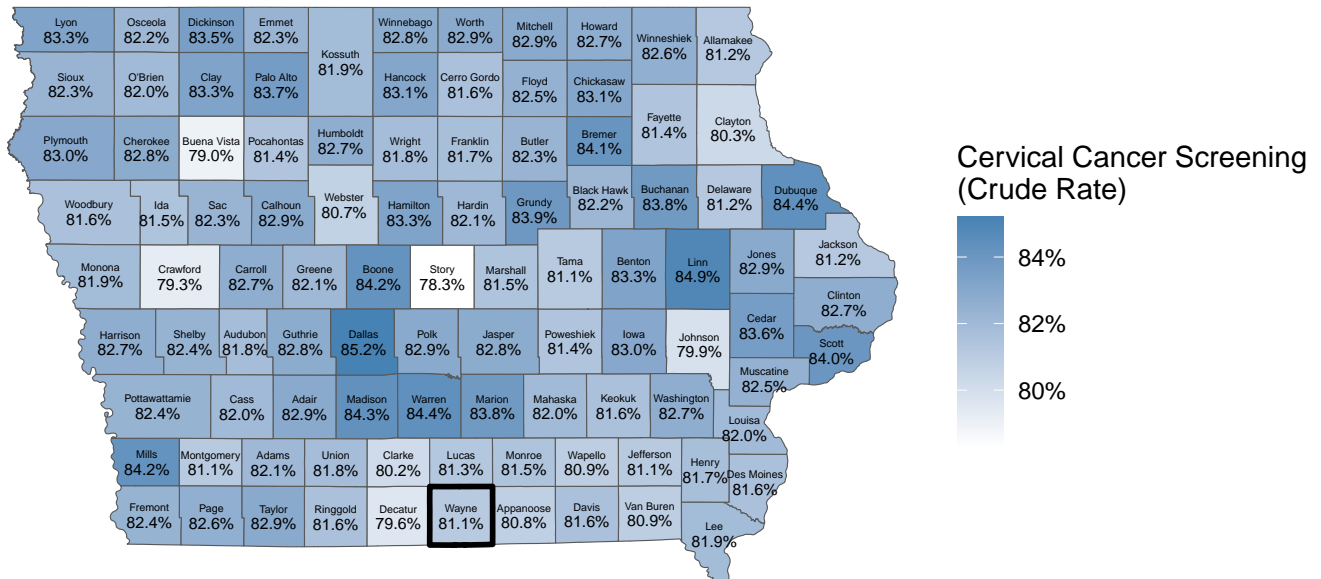 Lyon
83.3%
Osceola
82.2%
Dickinson
83.5%
Emmet
82.3%
Kossuth
81.9%
Winnebago
82.8%
Worth
82.9%
Mitchell
82.9%
Howard
82.7%
Winneshiek
82.6%
Allamakee
81.2%
Sioux
82.3%
O'Brien
82.0%
Clay
83.3%
Palo Alto
83.7%
Hancock
83.1%
Cerro Gordo
81.6%
Floyd
82.5%
Chickasaw
83.1%
Fayette
81.4%
Clayton
80.3%
Plymouth
83.0%
Cherokee
82.8%
Buena Vista
79.0%
Pocahontas
81.4%
Humboldt
82.7%
Wright
81.8%
Franklin
81.7%
Butler
82.3%
Bremer
84.1%
Woodbury
81.6%
Ida
81.5%
Sac
82.3%
Calhoun
82.9%
Webster
80.7%
Hamilton
83.3%
Hardin
82.1%
Grundy
83.9%
Black Hawk
82.2%
Buchanan
83.8%
Delaware
81.2%
Dubuque
84.4%
Monona
81.9%
Crawford
79.3%
Carroll
82.7%
Greene
82.1%
Boone
84.2%
Story
78.3%
Marshall
81.5%
Tama
81.1%
Benton
83.3%
Linn
84.9%
Jones
82.9%
Jackson
81.2%
Clinton
82.7%
Harrison
82.7%
Shelby
82.4%
Audubon
81.8%
Guthrie
82.8%
Dallas
85.2%
Polk
82.9%
Jasper
82.8%
Poweshiek
81.4%
Iowa
83.0%
Johnson
79.9%
Cedar
83.6%
Scott
84.0%
Muscatine
82.5%
Pottawattamie
82.4%
Cass
82.0%
Adair
82.9%
Madison
84.3%
Warren
84.4%
Marion
83.8%
Mahaska
82.0%
Keokuk
81.6%
Washington
82.7%
Louisa
82.0%
Mills
84.2%
Montgomery
81.1%
Adams
82.1%
Union
81.8%
Clarke
80.2%
Lucas
81.3%
Monroe
81.5%
Wapello
80.9%
Jefferson
81.1%
Henry
81.7%
Des Moines
81.6%
Fremont
82.4%
Page
82.6%
Taylor
82.9%
Ringgold
81.6%
Decatur
79.6%
Wayne
81.1%
Appanoose
80.8%
Davis
81.6%
Van Buren
80.9%
Lee
81.9%
Cervical Cancer Screening
(Crude Rate)
84%
82%
80%